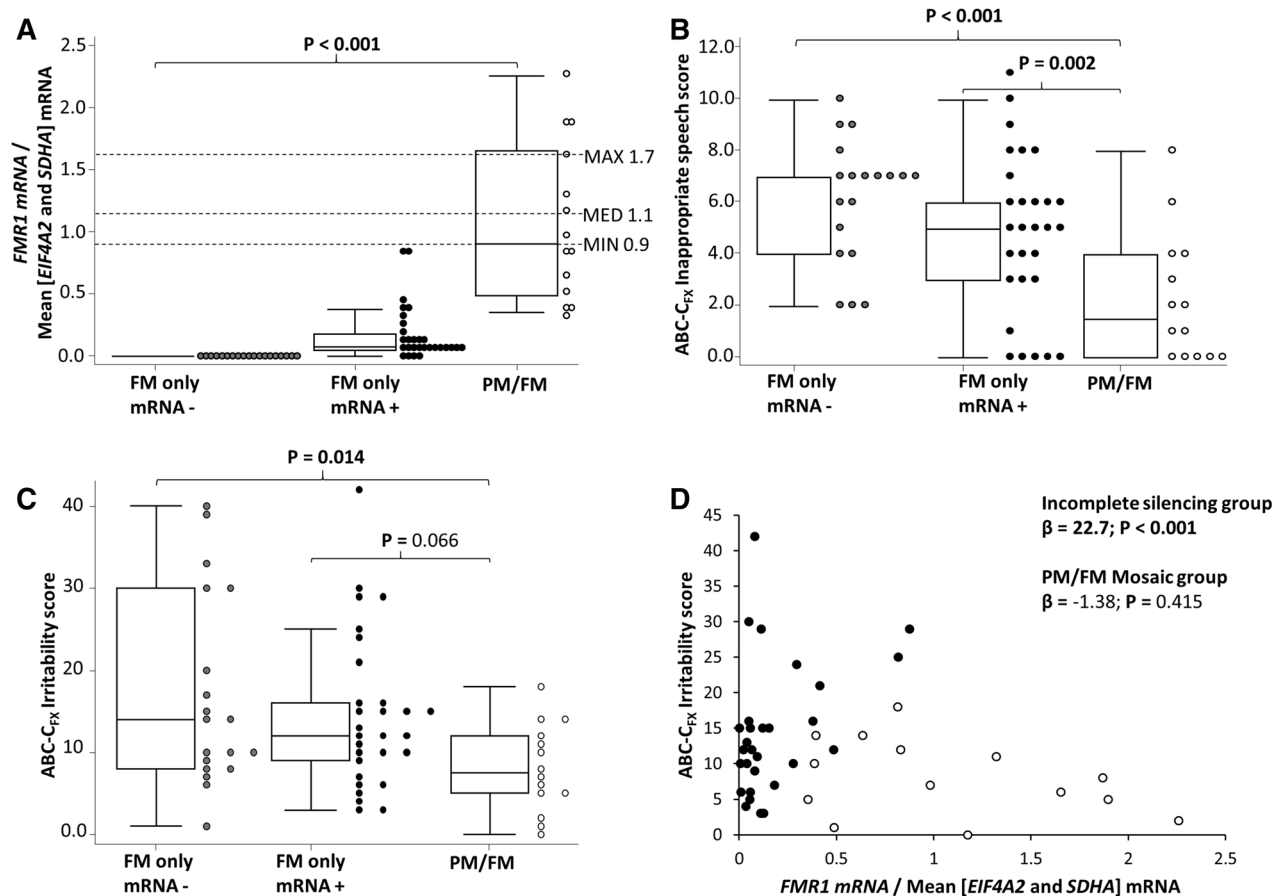 A
P < 0.001
FMR1 mRNA /
Mean [EIF4A2 and SDHA] mRNA
2.5
2.0
1.5
1.0
0.5
0.0
MAX 1.7
MED 1.1
MIN 0.9
FM only
mRNA -
FM only
mRNA +
PM/FM
B
P < 0.001
P = 0.002
ABC-CFX Inappropriate speech score
12.0
10.0
8.0
6.0
4.0
2.0
0.0
FM only
mRNA -
FM only
mRNA +
PM/FM
C
P = 0.014
P = 0.066
ABC-CFX Irritability score
40
30
20
10
0.0
FM only
mRNA -
FM only
mRNA +
PM/FM
D
Incomplete silencing group
β = 22.7; P < 0.001
PM/FM Mosaic group
β = -1.38; P = 0.415
ABC-CFX Irritability score
45
40
35
30
25
20
15
10
5
0
0 0.5 1 1.5 2 2.5
FMR1 mRNA / Mean [EIF4A2 and SDHA] mRNA